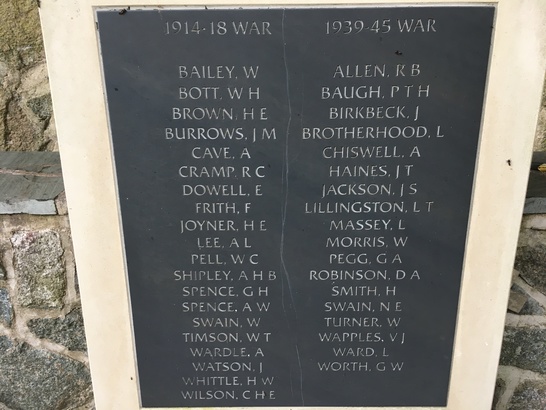 1914-18 WAR
BAILEY, W
BOTT, W H
BROWN, H E
BURROWS, J M
CAVE, A
CRAMP, R C
DOWELL, E
FRITH, F
JOYNER, H E
LEE, A L
PELL, W C
SHIPLEY, A H B
SPENCE, G H
SPENCE, A W
SWAIN, W
TIMSON, W T
WARDLE, A
WATSON, J
WHITTLE, H W
WILSON, C H E
1939-45 WAR
ALLEN, R B
BAUGH, P T H
BIRKBECK, J
BROTHERHOOD, L
CHISWELL, A
HAINES, J T
JACKSON, J S
LILLINGSTON, L T
MASSEY, L
MORRIS, W
PEGG, G A
ROBINSON, D A
SMITH, H
SWAIN, N E
TURNER, W
WAPPLES, V J
WARD, L
WORTH, G W